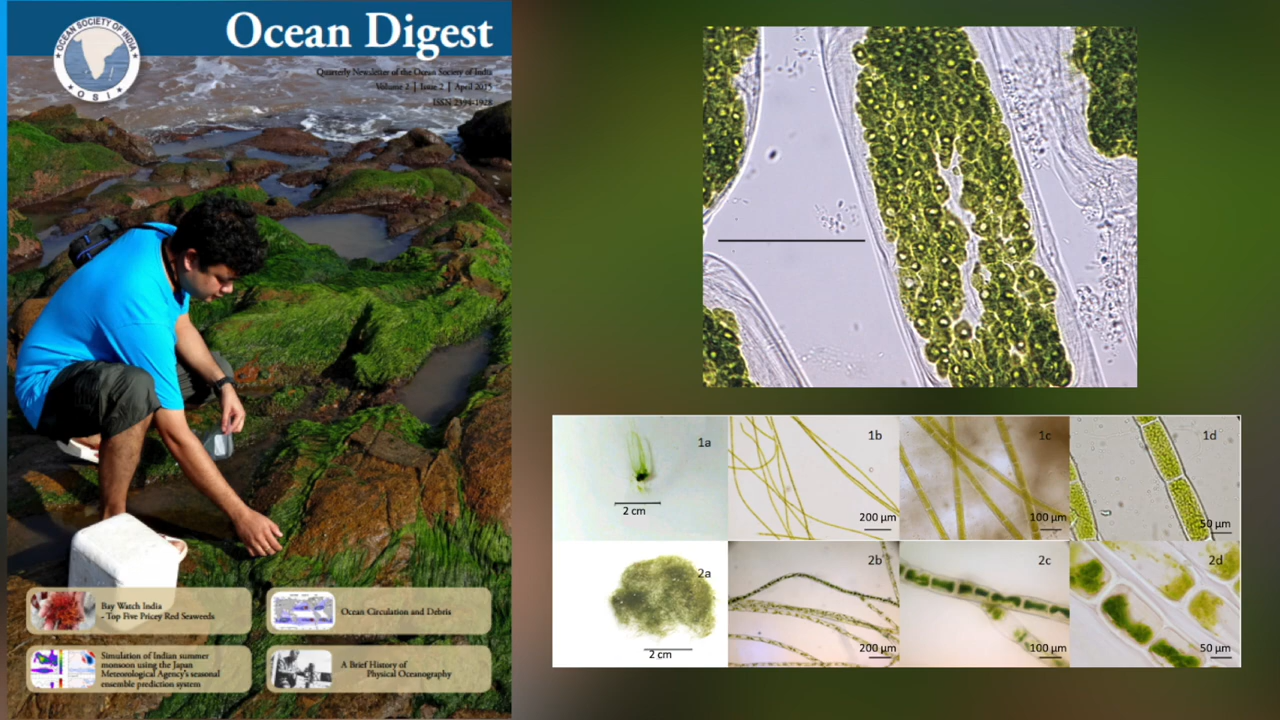 Ocean Digest
OCEAN SOCIETY OF INDIA
O S I
Quarterly Newsletter of the Ocean Society of India
Volume 2 | Issue 2 | April 2015
ISSN 2394-1928
Bay Watch India
- Top Five Pricey Red Seaweeds
Ocean Circulation and Debris
Simulation of Indian summer
monsoon using the Japan
Meteorological Agency's seasonal
ensemble prediction system
A Brief History of
Physical Oceanography
1a
2 cm
1b
200 µm
1c
100 µm
1d
50 µm
2a
2 cm
2b
200 µm
2c
100 µm
2d
50 µm